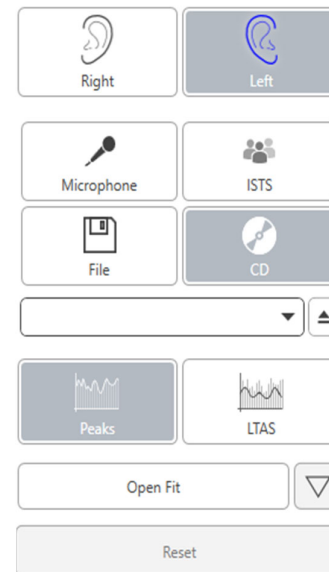 Right
Left
Microphone
ISTS
File
CD
Peaks
LTAS
Open Fit
Reset